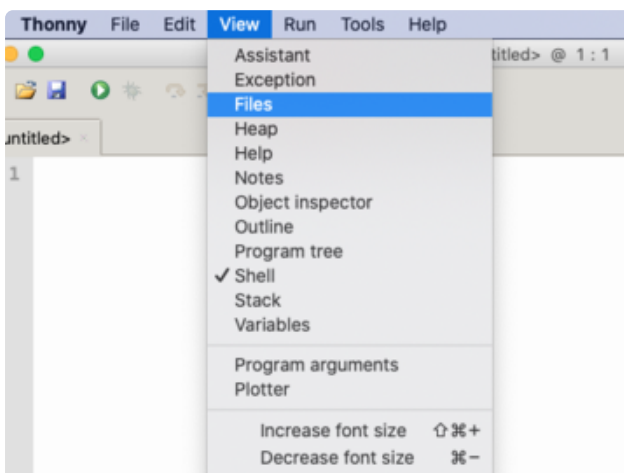 Thonny File Edit View Run Tools Help
titled> @ 1 : 1
untitled>
1
Assistant
Exception
Files
Heap
Help
Notes
Object inspector
Outline
Program tree
✓ Shell
Stack
Variables
Program arguments
Plotter
Increase font size ⇧⌘+
Decrease font size ⌘−